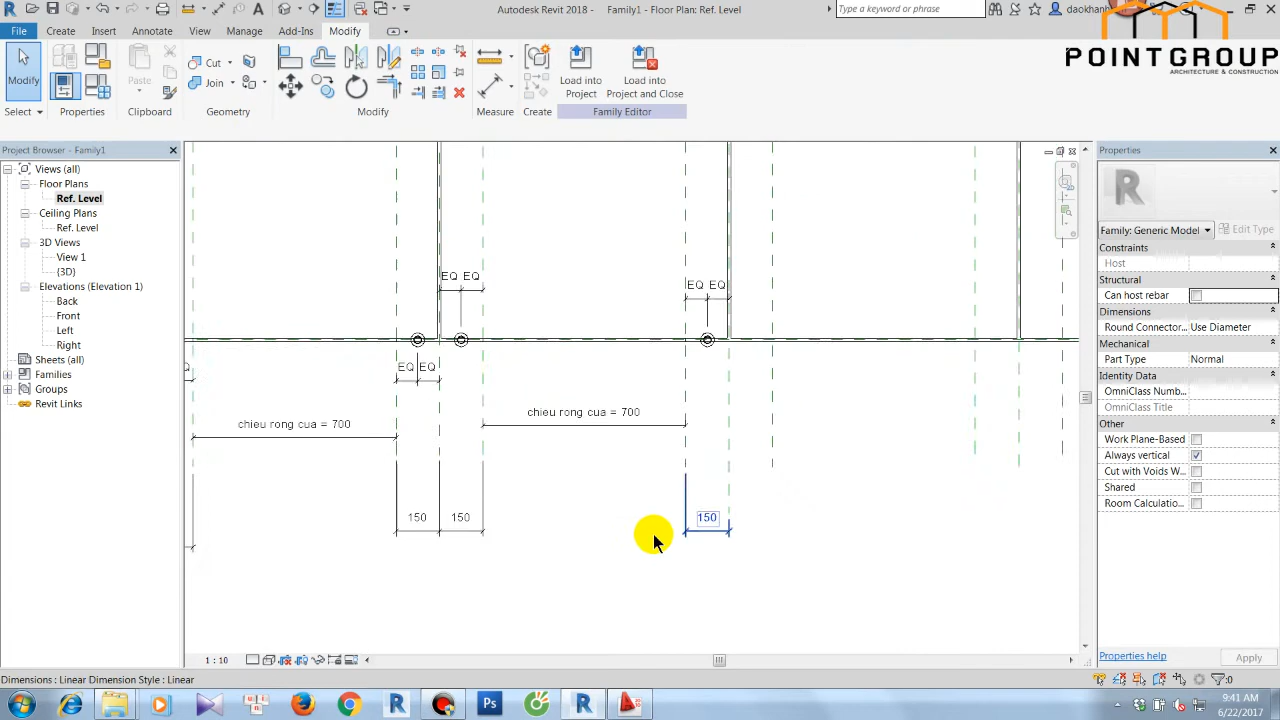 Autodesk Revit 2018 - Family1 - Floor Plan: Ref. Level
Type a keyword or phrase
daokhanh
POINTGROUP
ARCHITECTURE & CONSTRUCTION
File Create Insert Annotate View Manage Add-Ins Modify
Modify
Cut
Join
Paste
Load into
Project
Load into
Project and Close
Select Properties Clipboard Geometry Modify Measure Create Family Editor
Project Browser - Family1
Views (all)
Floor Plans
Ref. Level
Ceiling Plans
Ref. Level
3D Views
View 1
{3D}
Elevations (Elevation 1)
Back
Front
Left
Right
Sheets (all)
Families
Groups
Revit Links
EQ EQ
EQ EQ
EQ EQ
chieu rong cua = 700
chieu rong cua = 700
150
150
150
Properties
Family: Generic Model
Edit Type
Constraints
Host
Structural
Can host rebar
Dimensions
Round Connector... Use Diameter
Mechanical
Part Type Normal
Identity Data
OmniClass Numb...
OmniClass Title
Other
Work Plane-Based
Always vertical
Cut with Voids W...
Shared
Room Calculatio...
Properties help
Apply
1 : 10
Dimensions : Linear Dimension Style : Linear
:0
Ps
9:41 AM
6/22/2017